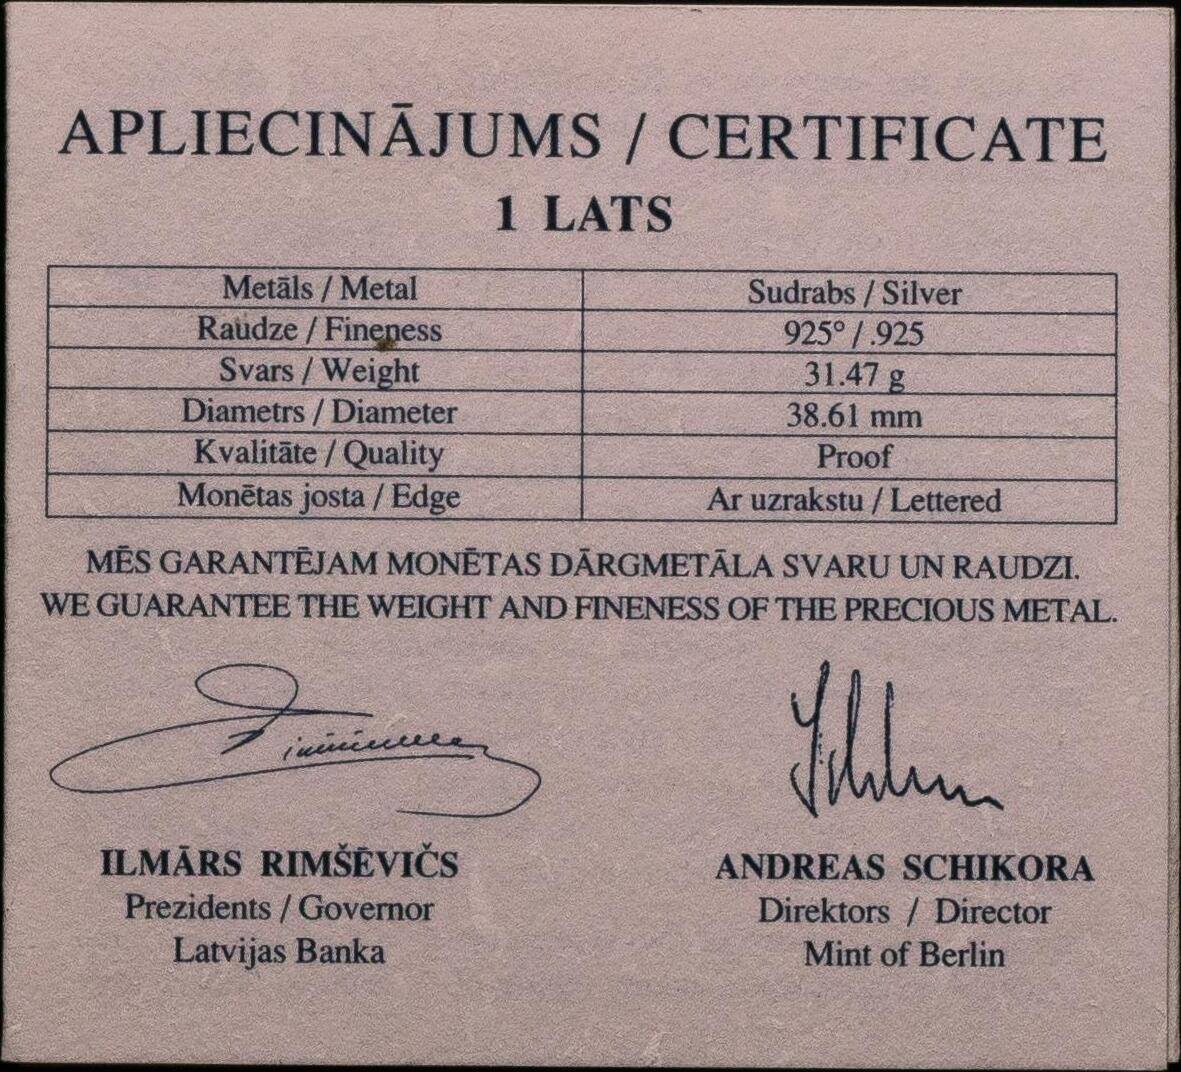 APLIECINĀJUMS / CERTIFICATE
1 LATS
Metāls / Metal Sudrabs / Silver
Raudze / Fineness 925° / .925
Svars / Weight 31.47 g
Diametrs / Diameter 38.61 mm
Kvalitāte / Quality Proof
Monētas josta / Edge Ar uzrakstu / Lettered
MĒS GARANTĒJAM MONĒTAS DĀRGMETĀLA SVARU UN RAUDZI.
WE GUARANTEE THE WEIGHT AND FINENESS OF THE PRECIOUS METAL.
ILMĀRS RIMŠĒVIČS ANDREAS SCHIKORA
Prezidents / Governor Direktors / Director
Latvijas Banka Mint of Berlin